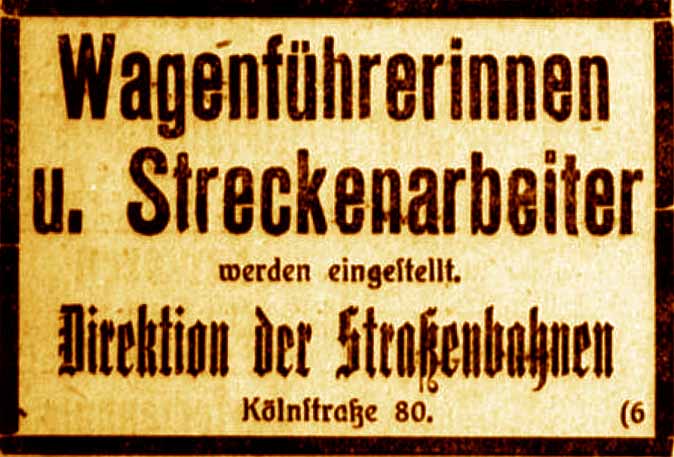 Wagenführerinnen
u. Streckenarbeiter
werden eingeſtellt.
Direktion der Straßenbahnen
Kölnſtraße 80. (6